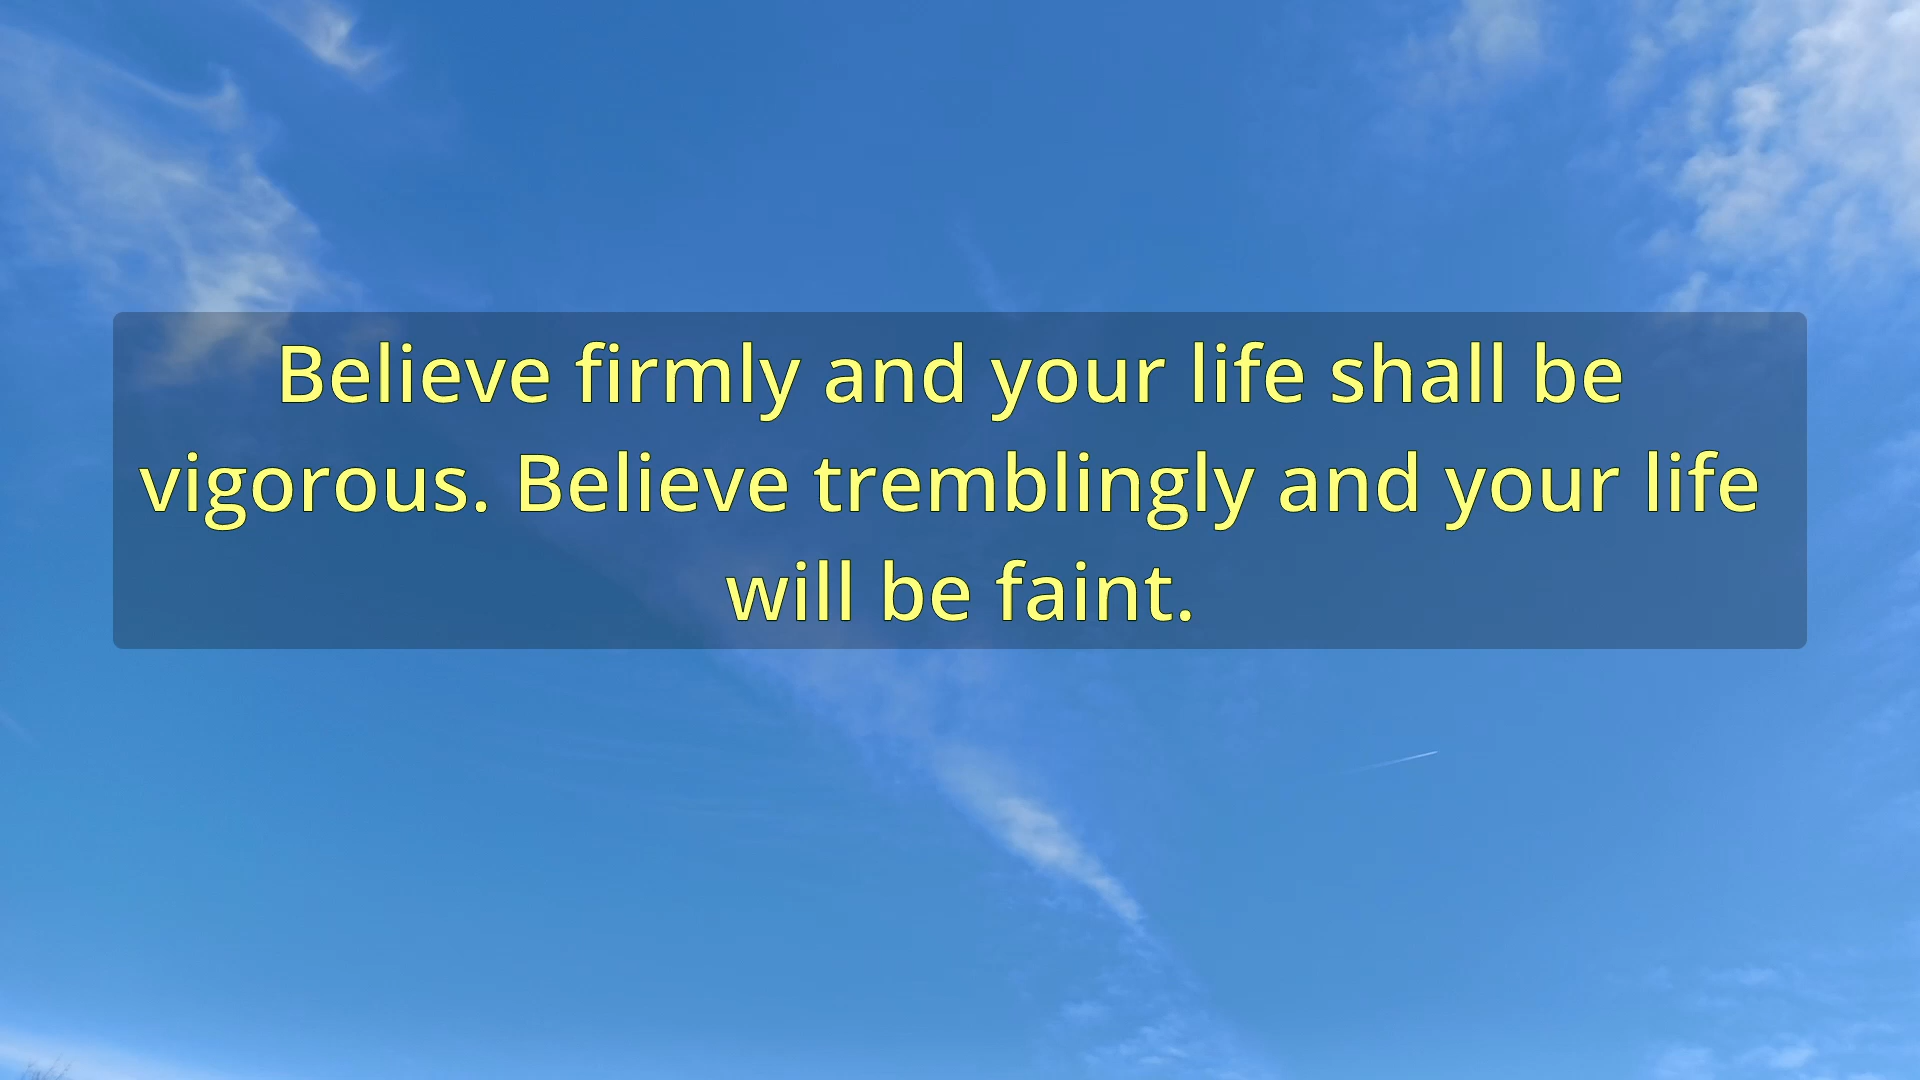 Believe firmly and your life shall be
vigorous. Believe tremblingly and your life
will be faint.